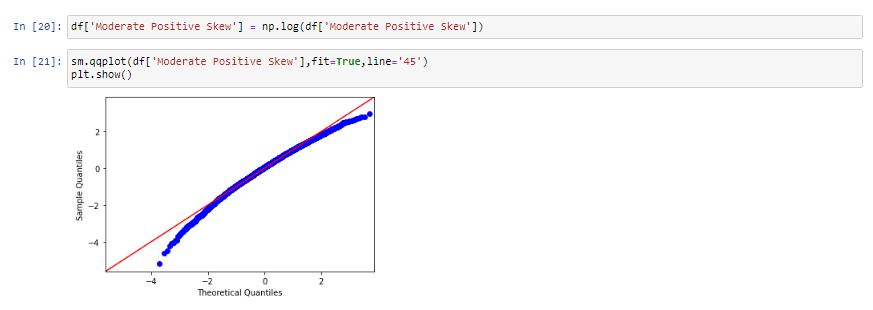 In [20]: df['Moderate Positive Skew'] = np.log(df['Moderate Positive Skew'])
In [21]: sm.qqplot(df['Moderate Positive Skew'],fit=True,line='45')
plt.show()
2
0
−2
−4
Sample Quantiles
−4 −2 0 2
Theoretical Quantiles